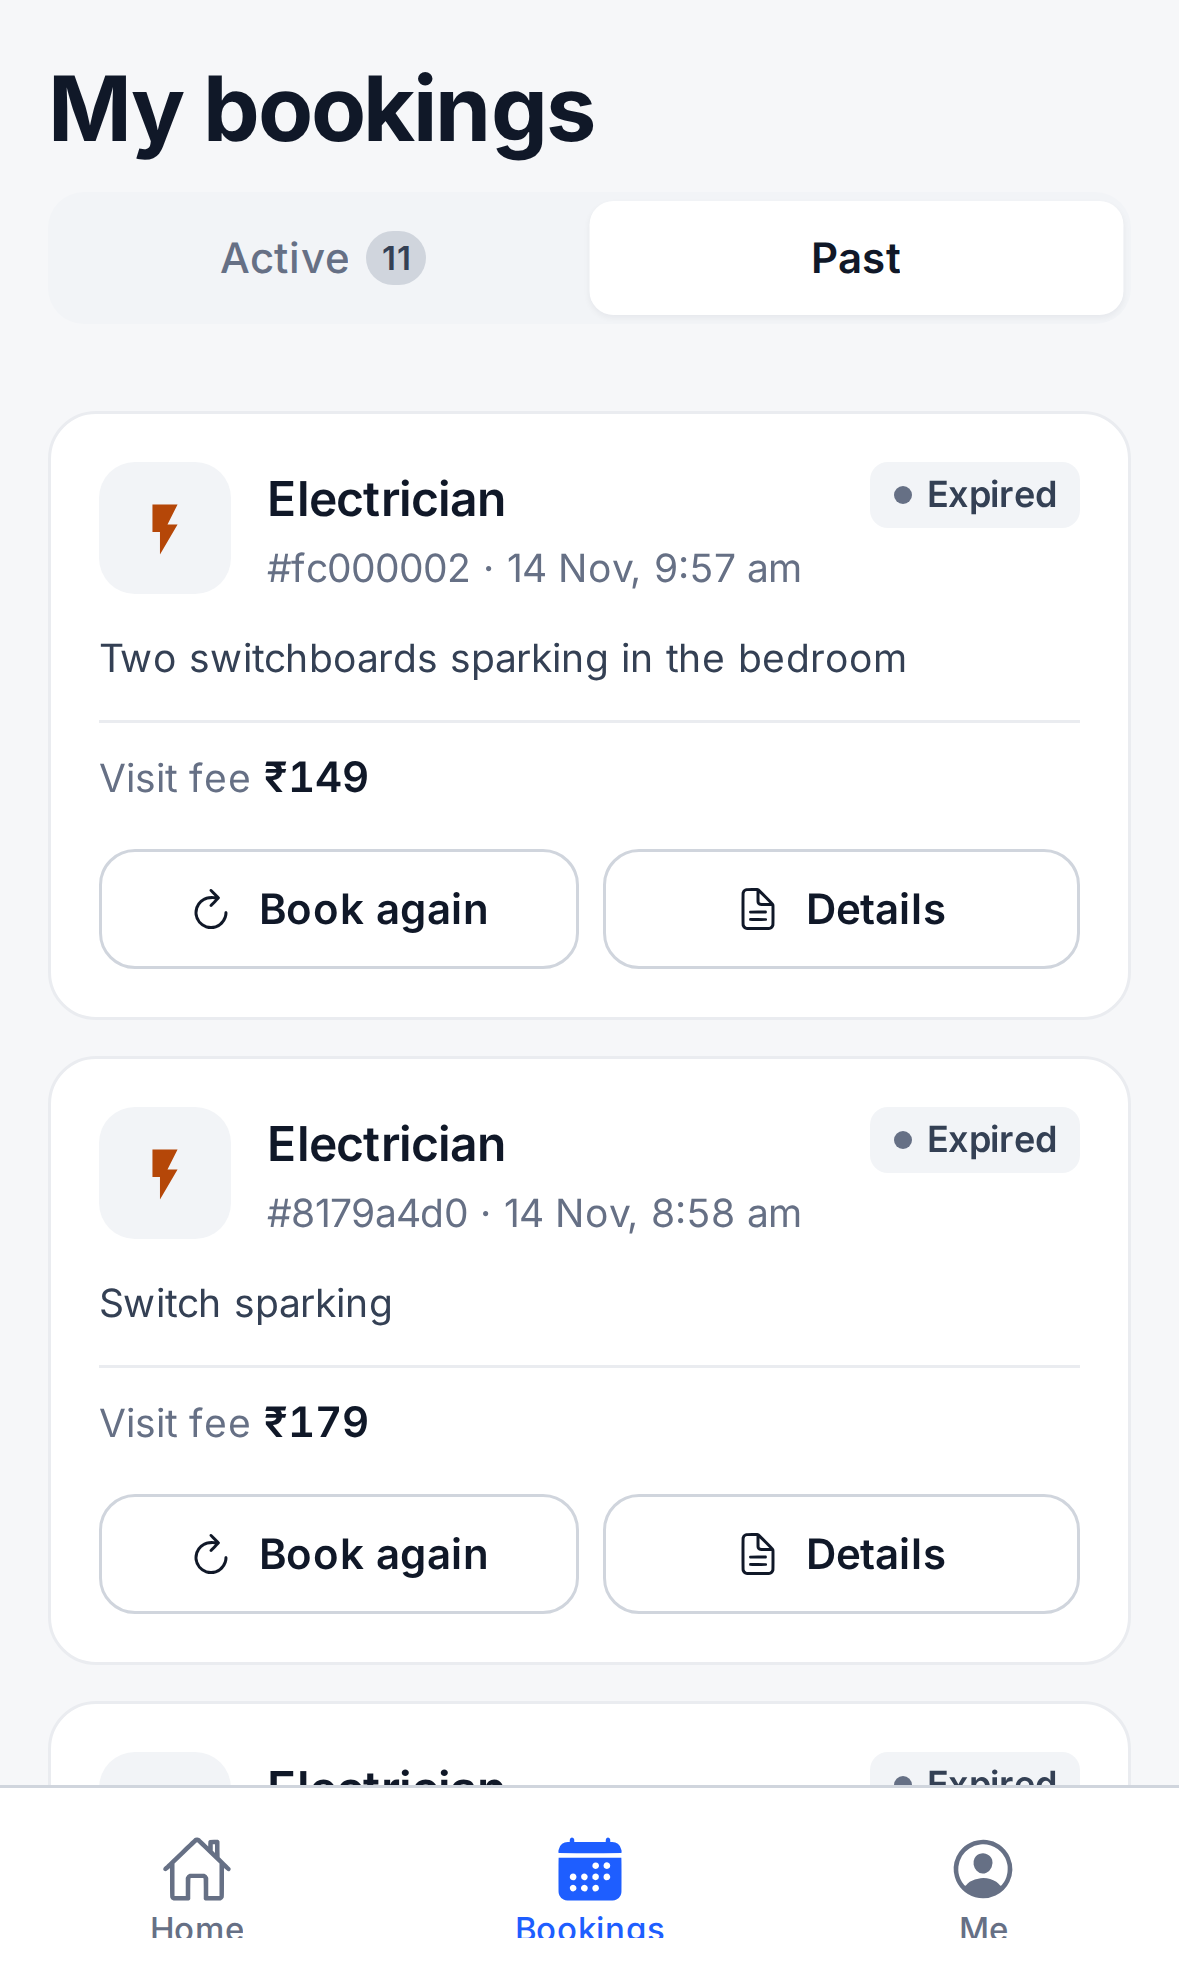 My bookings
Active 11
Past
Electrician
Expired
#fc000002 · 14 Nov, 9:57 am
Two switchboards sparking in the bedroom
Visit fee ₹149
Book again
Details
Electrician
Expired
#8179a4d0 · 14 Nov, 8:58 am
Switch sparking
Visit fee ₹179
Book again
Details
Electrician
Expired
Home
Bookings
Me